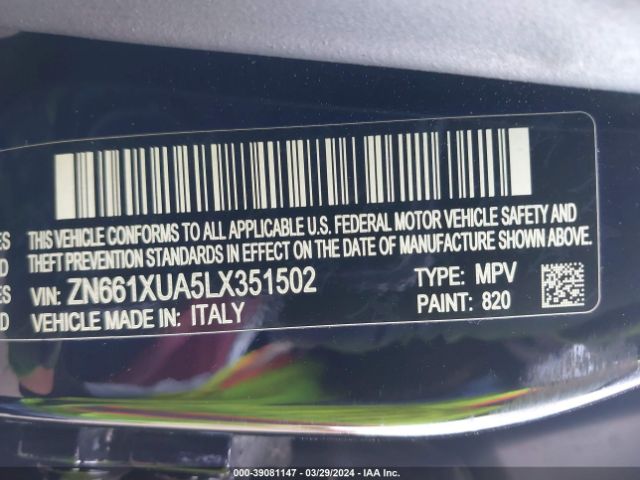 THIS VEHICLE CONFORMS TO ALL APPLICABLE U.S. FEDERAL MOTOR VEHICLE SAFETY AND
THEFT PREVENTION STANDARDS IN EFFECT ON THE DATE OF MANUFACTURE SHOWN ABOVE.
VIN: ZN661XUA5LX351502 TYPE: MPV
VEHICLE MADE IN: ITALY PAINT: 820
000-39081147 - 03/29/2024 - IAA Inc.